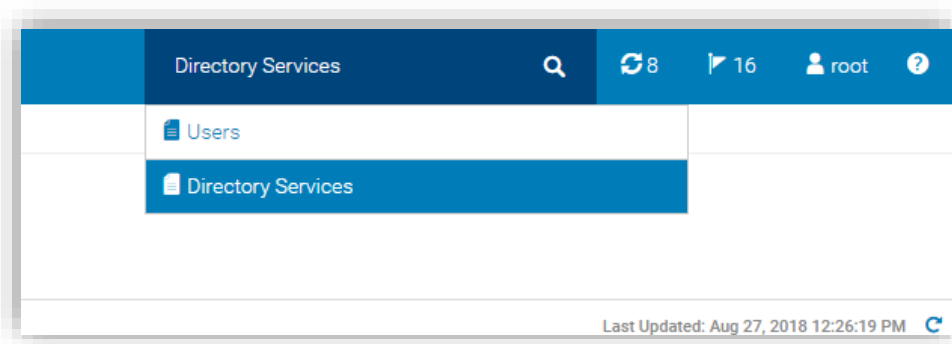 Directory Services 8 16 root ?
Users
Directory Services
Last Updated: Aug 27, 2018 12:26:19 PM